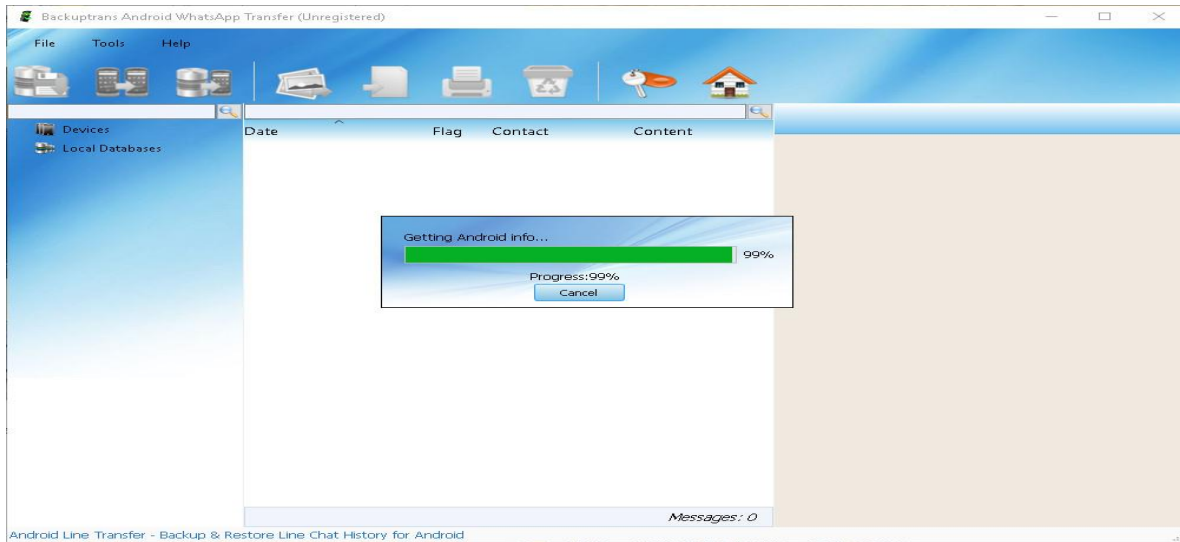 Backuptrans Android WhatsApp Transfer (Unregistered)
File Tools Help
Devices
Local Databases
Date Flag Contact Content
Getting Android info...
99%
Progress:99%
Cancel
Messages: 0
Android Line Transfer - Backup & Restore Line Chat History for Android